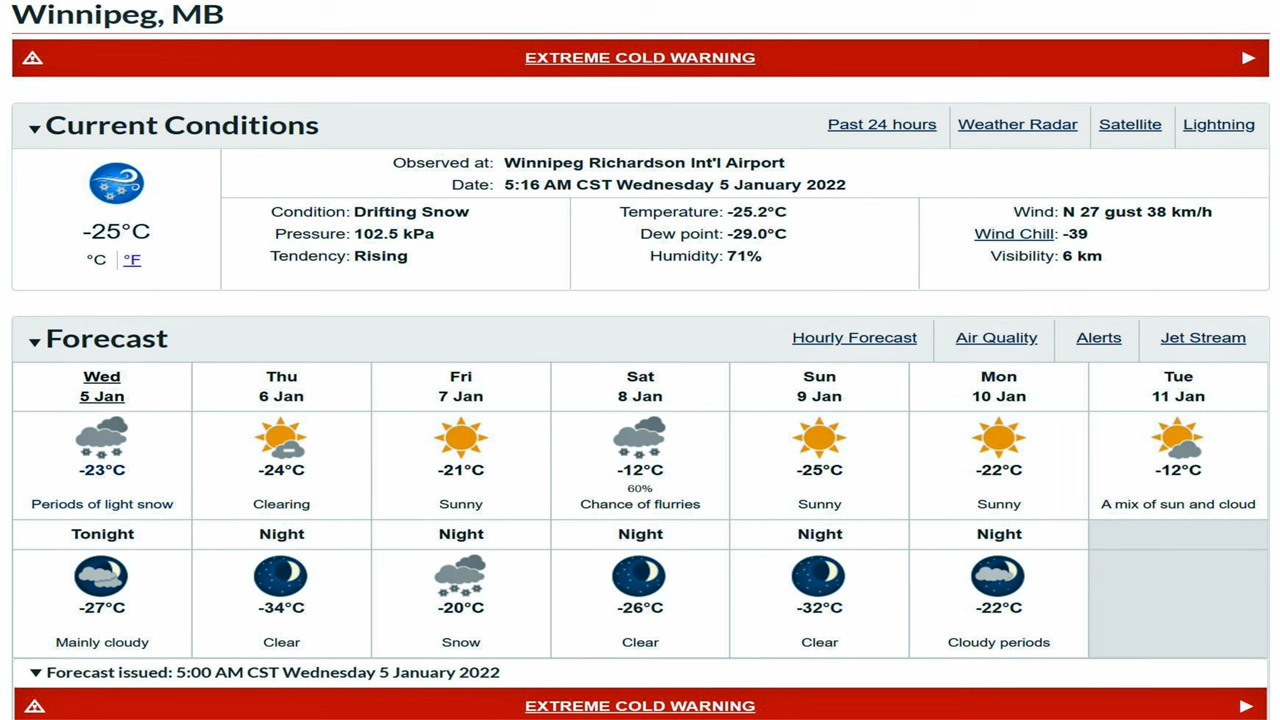 Winnipeg, MB
EXTREME COLD WARNING
Current Conditions
Past 24 hours
Weather Radar
Satellite
Lightning
-25°C
°C
°F
Observed at: Winnipeg Richardson Int'l Airport
Date: 5:16 AM CST Wednesday 5 January 2022
Condition: Drifting Snow
Pressure: 102.5 kPa
Tendency: Rising
Temperature: -25.2°C
Dew point: -29.0°C
Humidity: 71%
Wind: N 27 gust 38 km/h
Wind Chill: -39
Visibility: 6 km
Forecast
Hourly Forecast
Air Quality
Alerts
Jet Stream
Wed
5 Jan
-23°C
Periods of light snow
Tonight
-27°C
Mainly cloudy
Thu
6 Jan
-24°C
Clearing
Night
-34°C
Clear
Fri
7 Jan
-21°C
Sunny
Night
-20°C
Snow
Sat
8 Jan
-12°C
60%
Chance of flurries
Night
-26°C
Clear
Sun
9 Jan
-25°C
Sunny
Night
-32°C
Clear
Mon
10 Jan
-22°C
Sunny
Night
-22°C
Cloudy periods
Tue
11 Jan
-12°C
A mix of sun and cloud
Forecast issued: 5:00 AM CST Wednesday 5 January 2022
EXTREME COLD WARNING